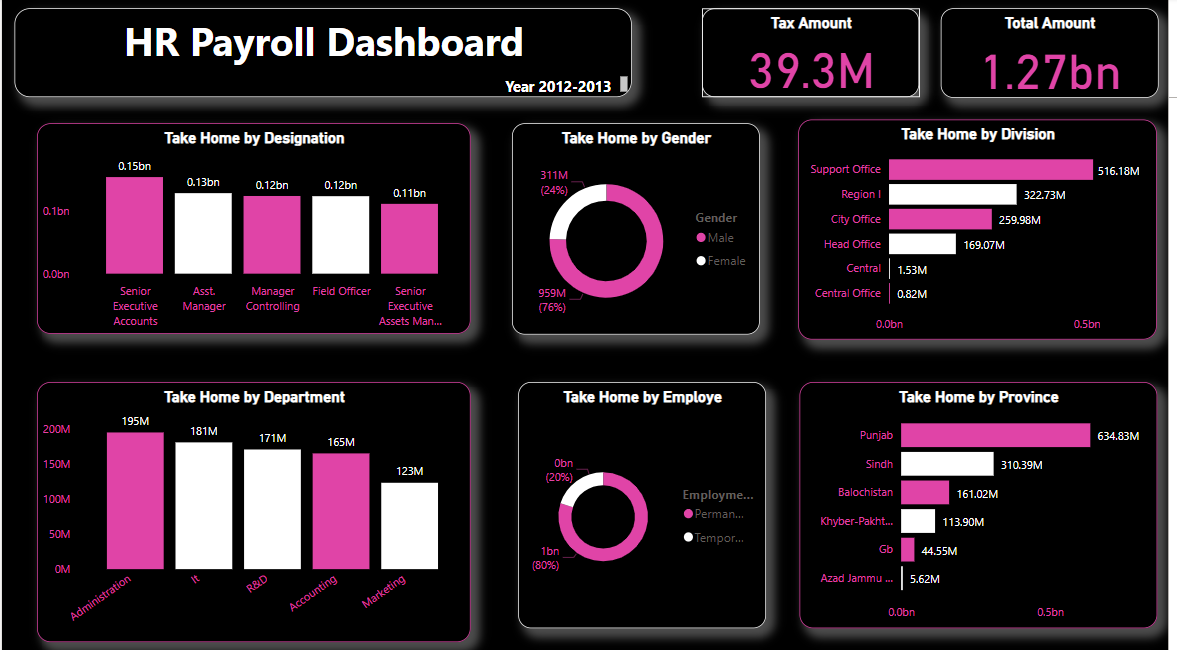 HR Payroll Dashboard
Year 2012-2013
Tax Amount
39.3M
Total Amount
1.27bn
Take Home by Designation
0.15bn
0.13bn
0.12bn
0.12bn
0.11bn
0.1bn
0.0bn
Senior
Executive
Accounts
Asst.
Manager
Manager
Controlling
Field Officer
Senior
Executive
Assets Man...
Take Home by Gender
311M
(24%)
959M
(76%)
Gender
Male
Female
Take Home by Division
Support Office
516.18M
Region I
322.73M
City Office
259.98M
Head Office
169.07M
Central
1.53M
Central Office
0.82M
0.0bn
0.5bn
Take Home by Department
200M
150M
100M
50M
0M
195M
181M
171M
165M
123M
Administration
It
R&D
Accounting
Marketing
Take Home by Employe
0bn
(20%)
1bn
(80%)
Employme...
Perman...
Tempor...
Take Home by Province
Punjab
634.83M
Sindh
310.39M
Balochistan
161.02M
Khyber-Pakht...
113.90M
Gb
44.55M
Azad Jammu ...
5.62M
0.0bn
0.5bn